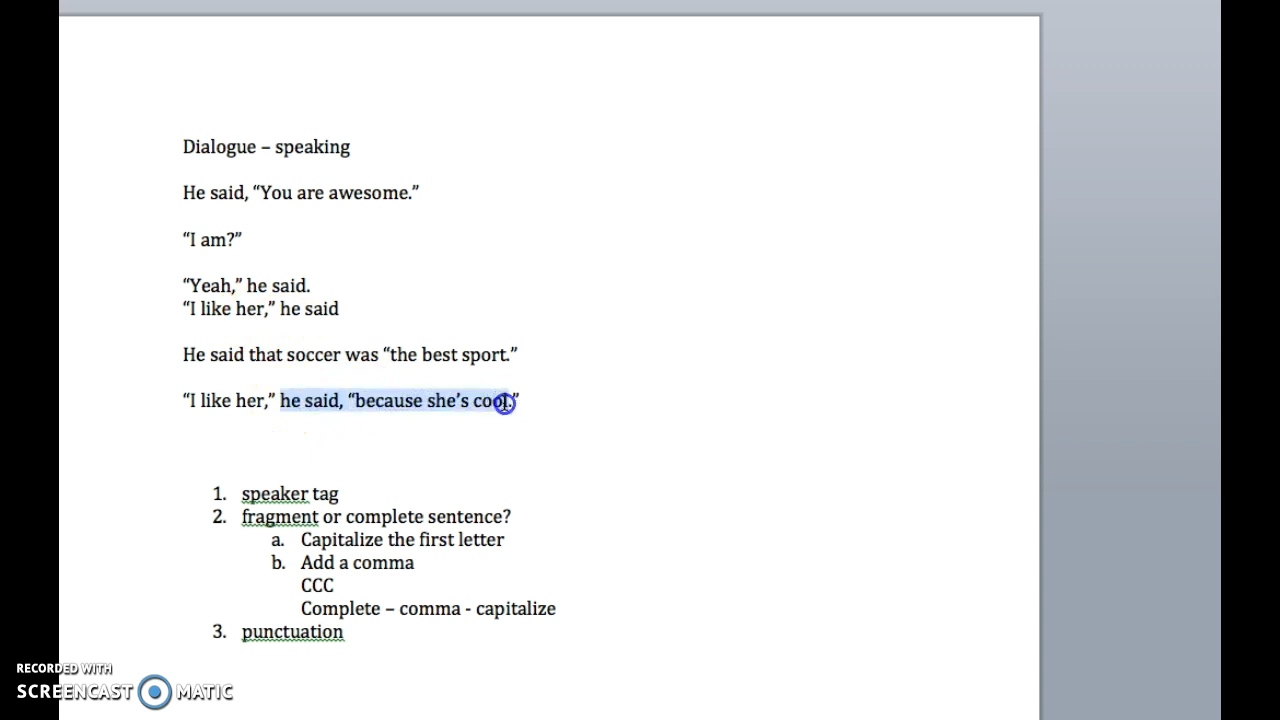 Dialogue – speaking
He said, “You are awesome.”
“I am?”
“Yeah,” he said.
“I like her,” he said
He said that soccer was “the best sport.”
“I like her,” he said, “because she’s cool.”
1. speaker tag
2. fragment or complete sentence?
a. Capitalize the first letter
b. Add a comma
CCC
Complete – comma - capitalize
3. punctuation
RECORDED WITH
SCREENCAST MATIC